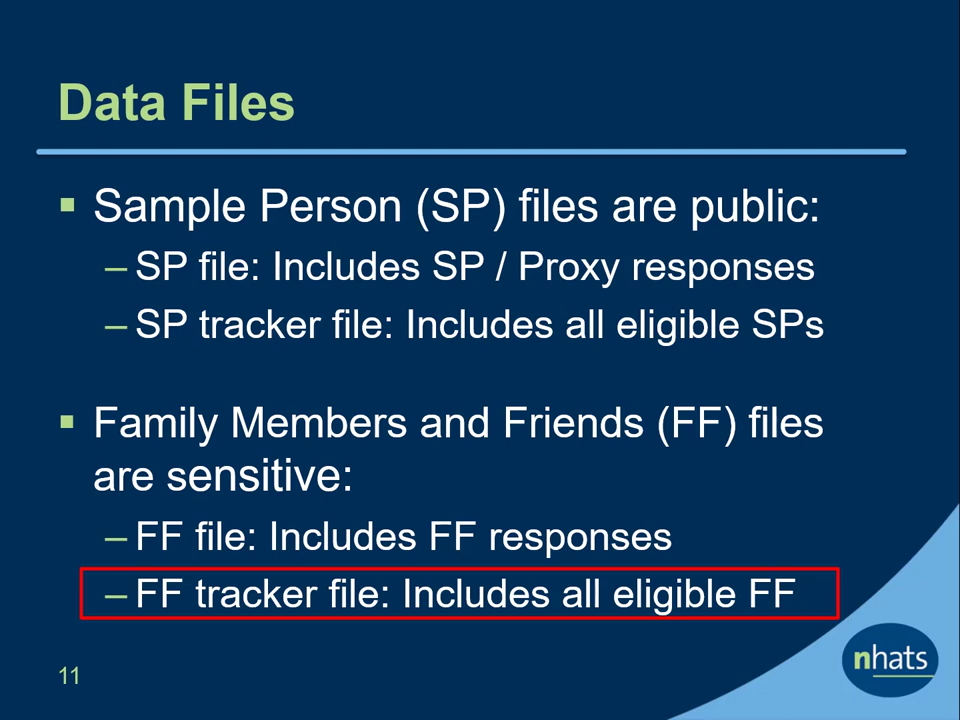 Data Files
▪ Sample Person (SP) files are public:
– SP file: Includes SP / Proxy responses
– SP tracker file: Includes all eligible SPs
▪ Family Members and Friends (FF) files
are sensitive:
– FF file: Includes FF responses
– FF tracker file: Includes all eligible FF
11
nhats